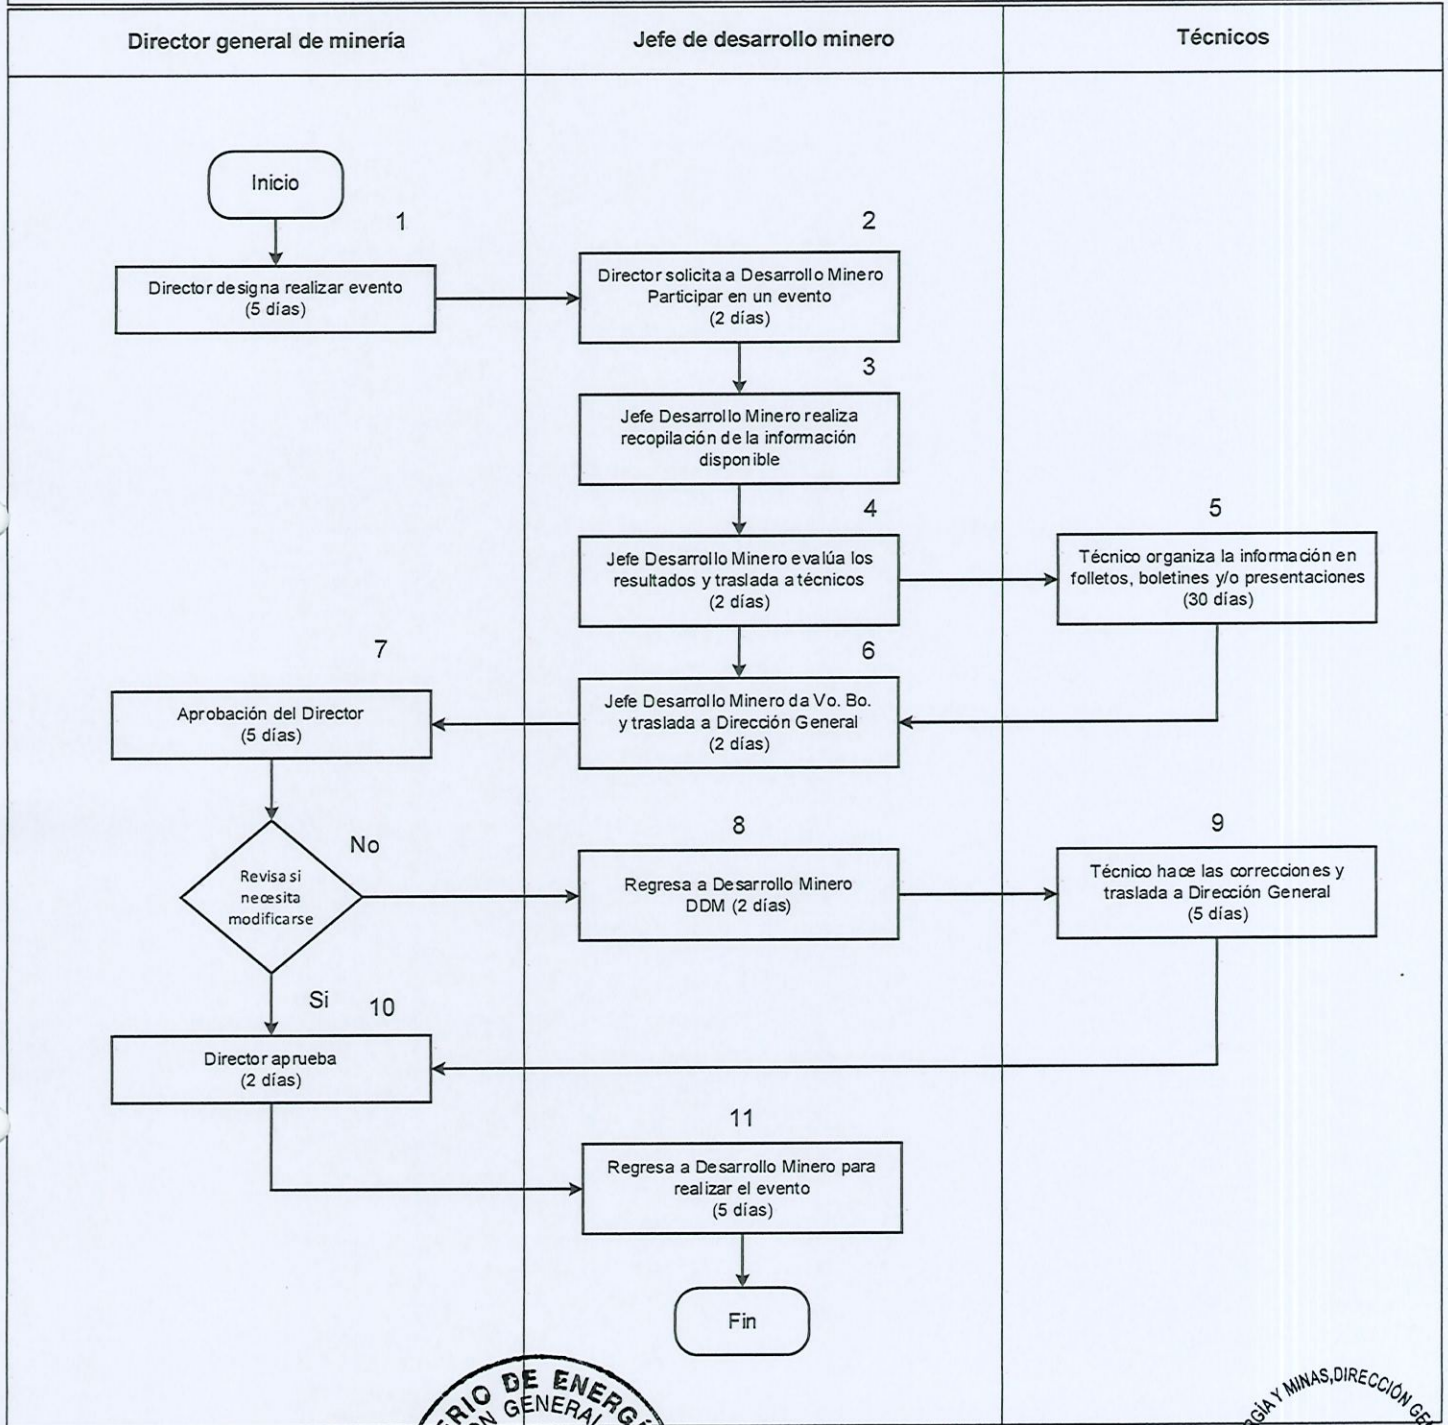 Director general de minería
Jefe de desarrollo minero
Técnicos
Inicio
1
Director designa realizar evento
(5 días)
2
Director solicita a Desarrollo Minero
Participar en un evento
(2 días)
3
Jefe Desarrollo Minero realiza
recopilación de la información
disponible
4
Jefe Desarrollo Minero evalúa los
resultados y traslada a técnicos
(2 días)
5
Técnico organiza la información en
folletos, boletines y/o presentaciones
(30 días)
6
Jefe Desarrollo Minero da Vo. Bo.
y traslada a Dirección General
(2 días)
7
Aprobación del Director
(5 días)
Revisa si
necesita
modificarse
No
8
Regresa a Desarrollo Minero
DDM (2 días)
9
Técnico hace las correcciones y
traslada a Dirección General
(5 días)
Si
10
Director aprueba
(2 días)
11
Regresa a Desarrollo Minero para
realizar el evento
(5 días)
Fin
DE
GENERAL
Y MINAS,DIRECCIÓN